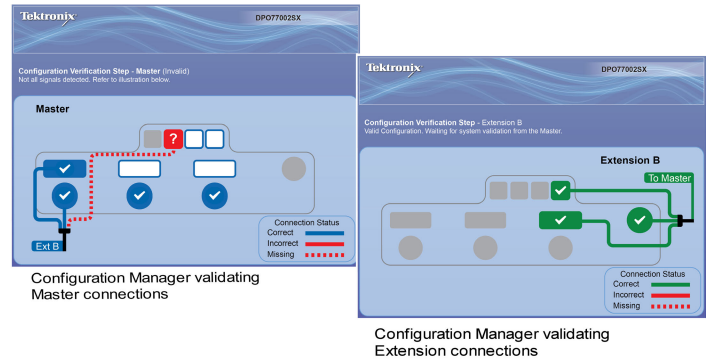 Tektronix
DPO77002SX
Configuration Verification Step - Master (Invalid)
Not all signals detected. Refer to illustration below.
Master
?
Ext B
Connection Status
Correct
Incorrect
Missing
Configuration Manager validating
Master connections
Tektronix
DPO77002SX
Configuration Verification Step - Extension B
Valid Configuration. Waiting for system validation from the Master.
Extension B
To Master
Connection Status
Correct
Incorrect
Missing
Configuration Manager validating
Extension connections